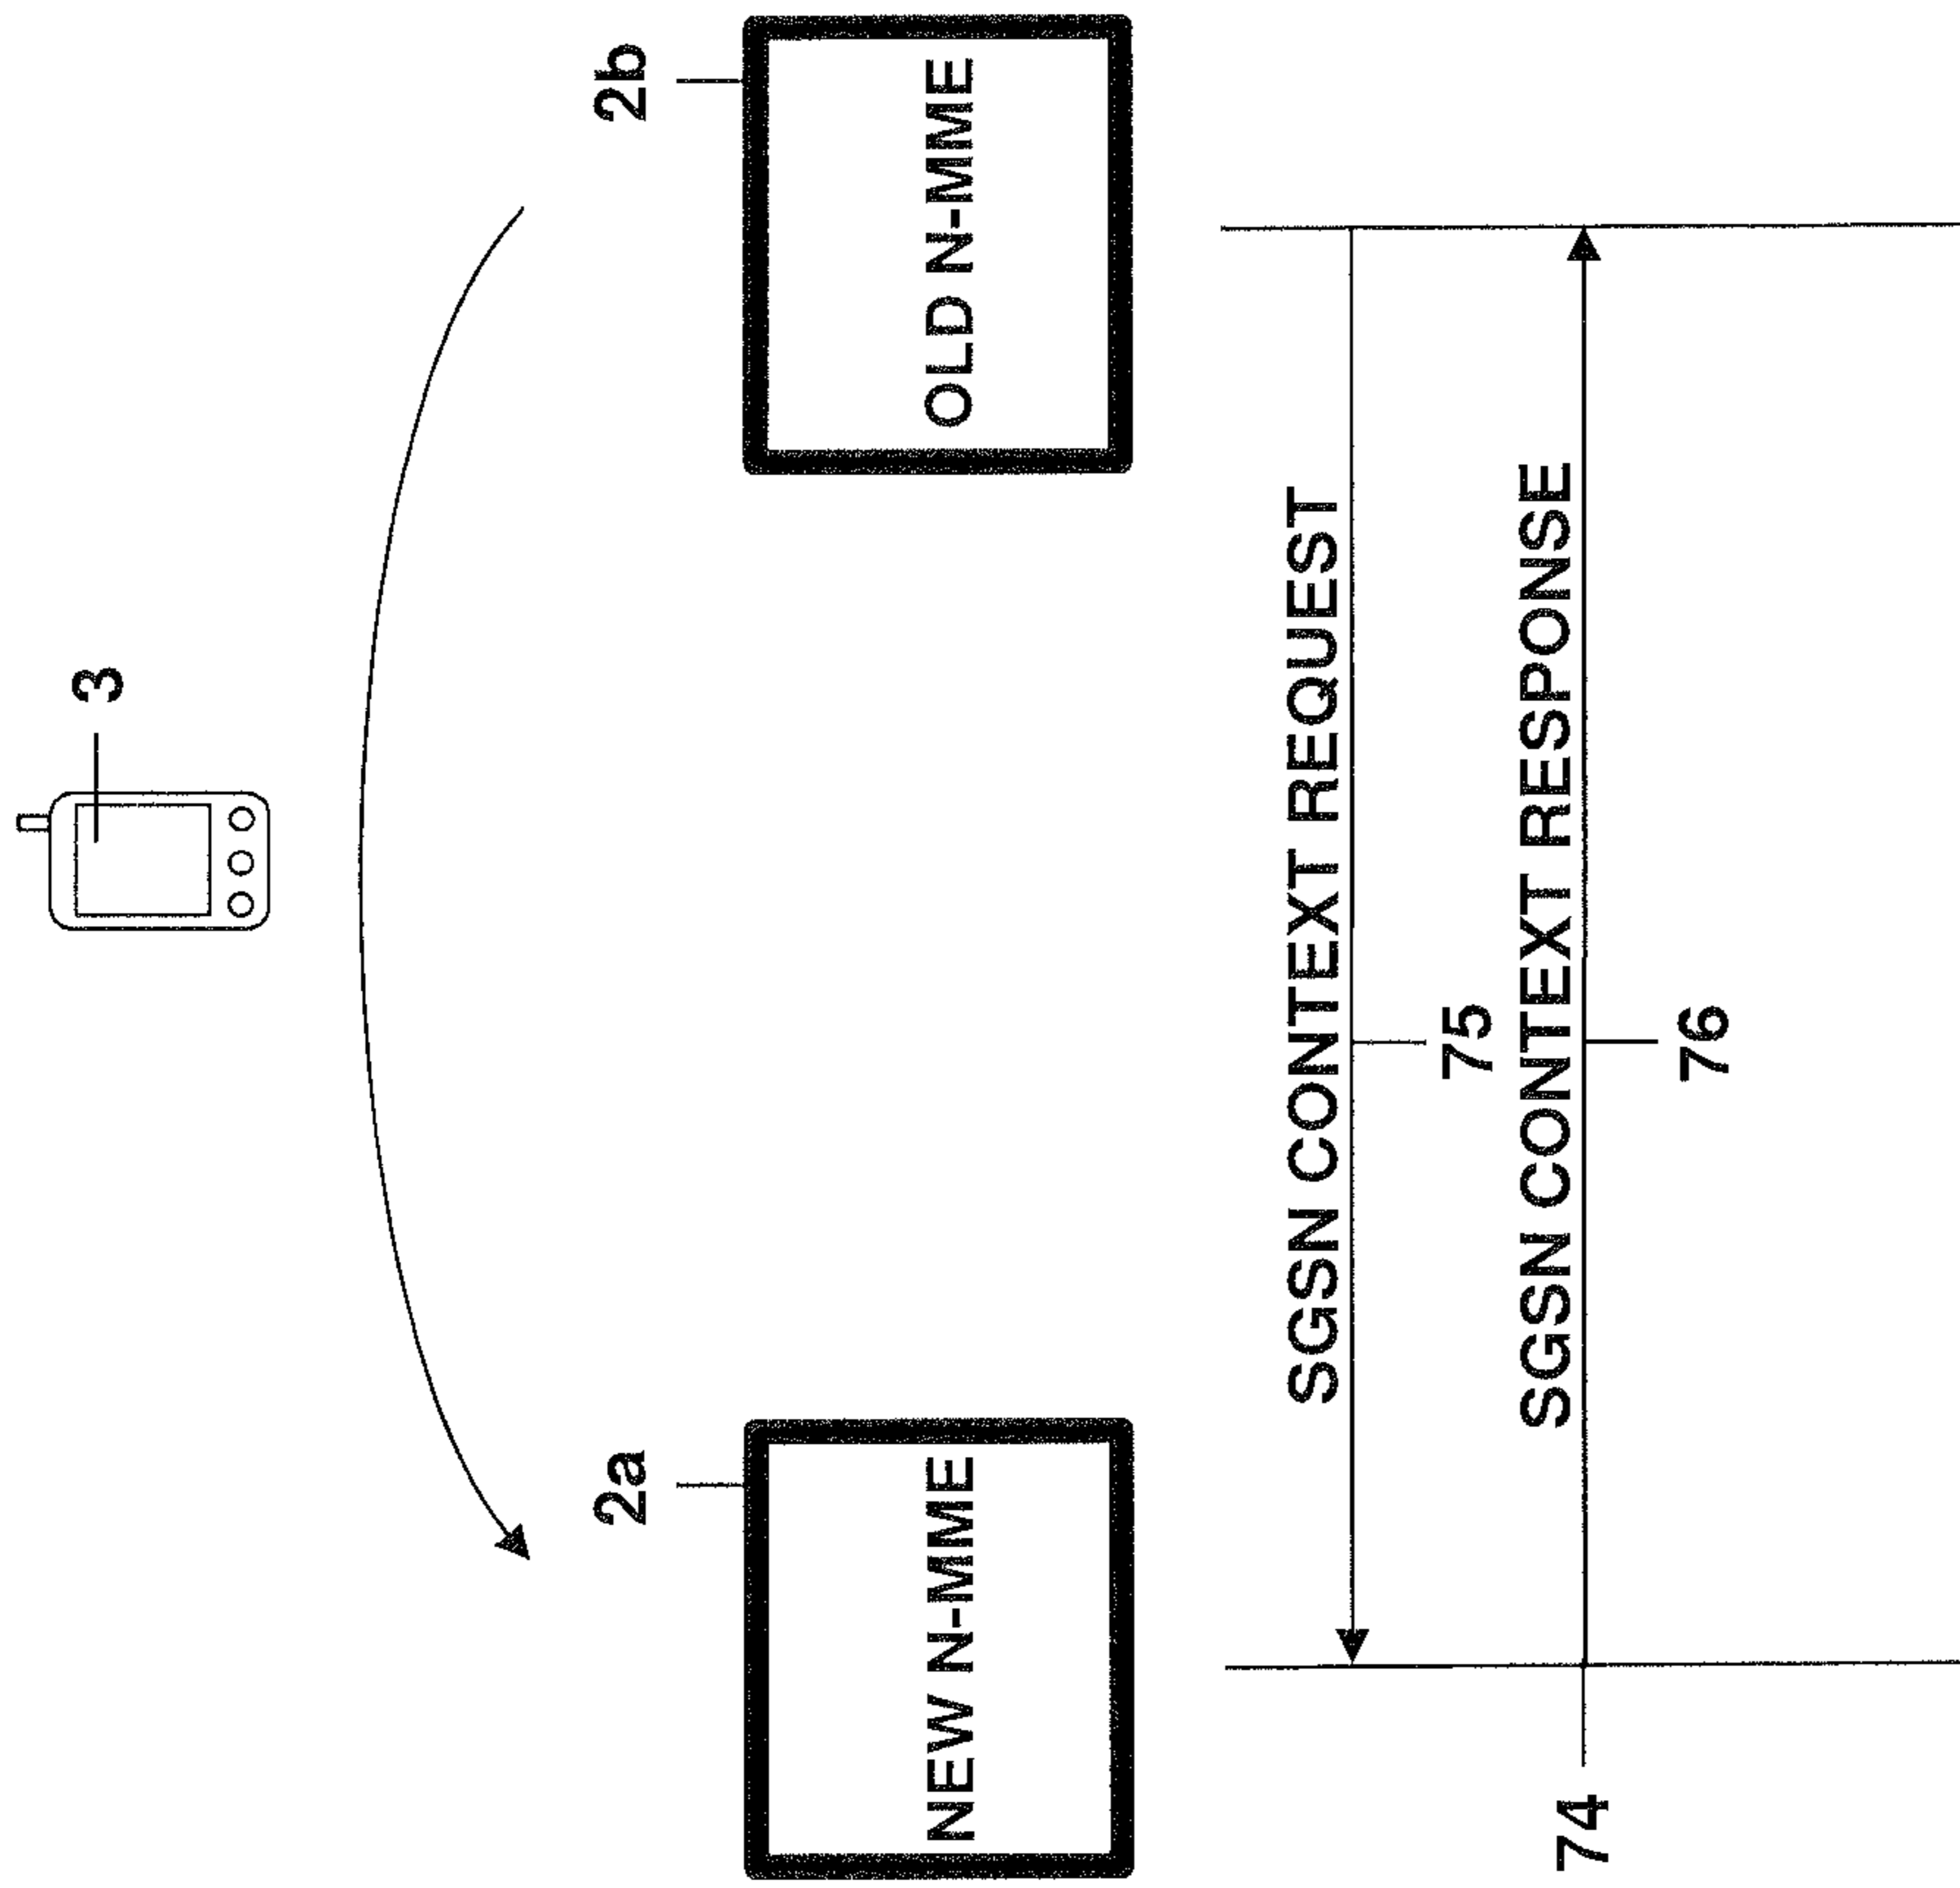 3
2a
2b
NEW N-MME
OLD N-MME
SGSN CONTEXT REQUEST
75
SGSN CONTEXT RESPONSE
74
76